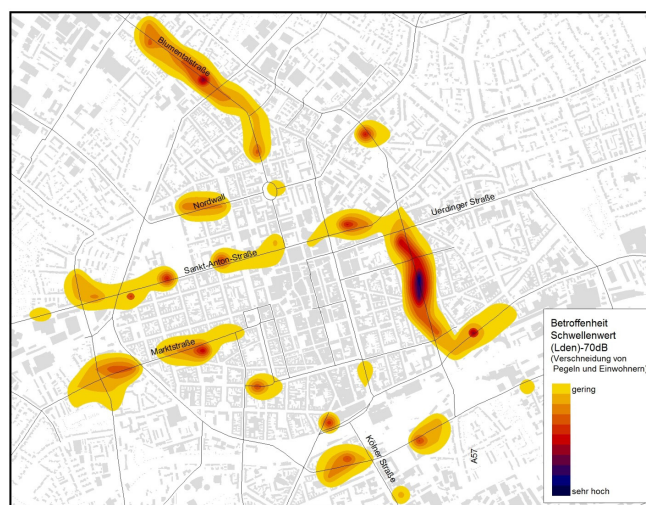 Blumentalstraße
Nordwall
Uerdinger Straße
Sankt-Anton-Straße
Marktstraße
Kölner Straße
A57
Betroffenheit
Schwellenwert
(Lden)-70dB
(Verschneidung von
Pegeln und Einwohnern)
gering
sehr hoch